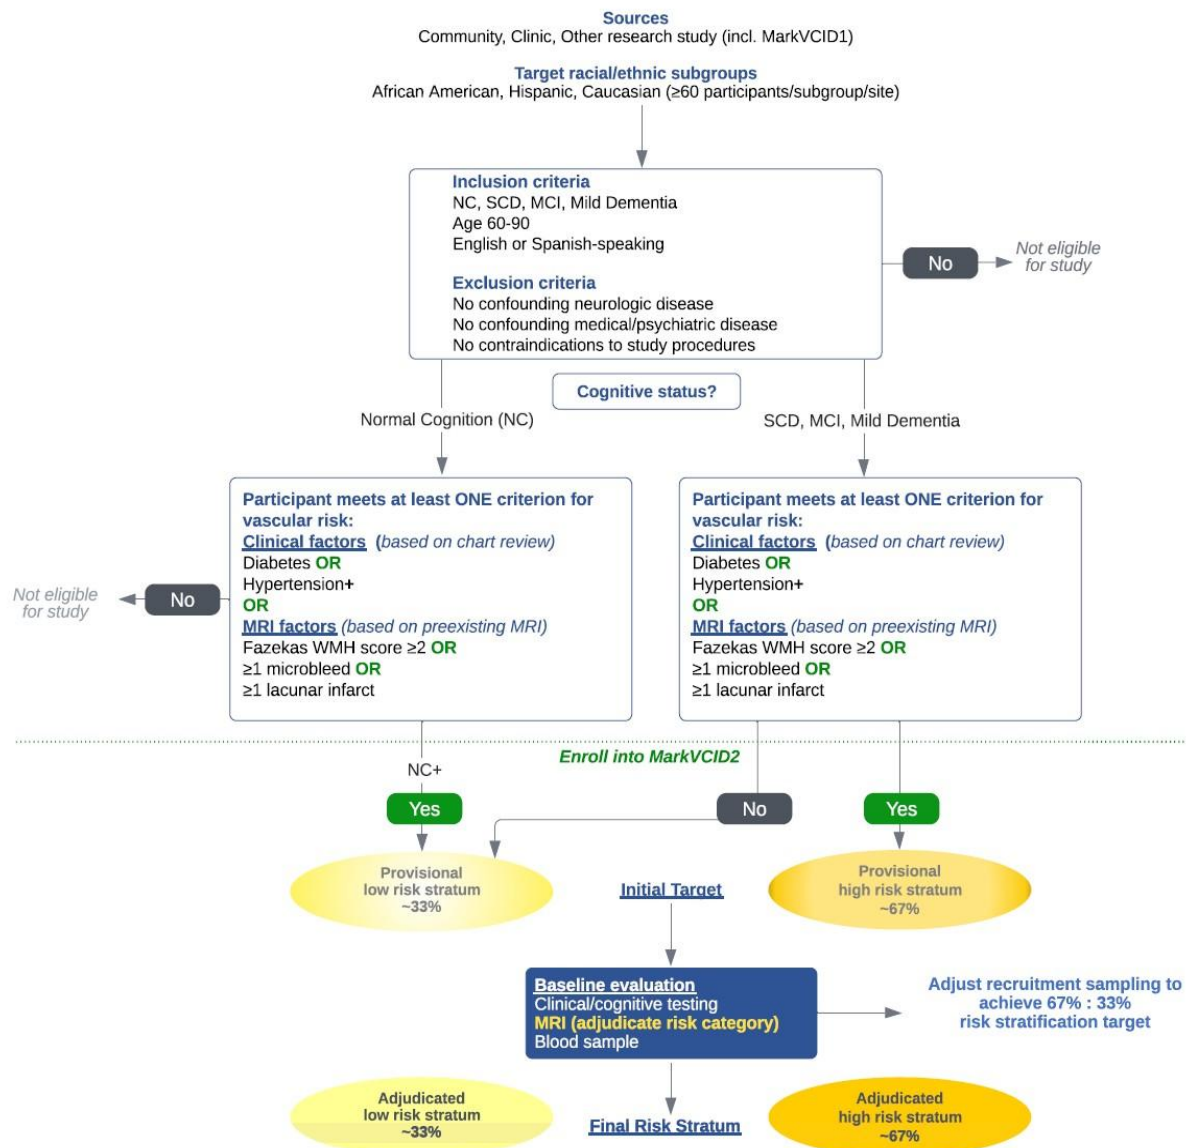 Sources
Community, Clinic, Other research study (incl. MarkVCID1)
Target racial/ethnic subgroups
African American, Hispanic, Caucasian (≥60 participants/subgroup/site)
Inclusion criteria
NC, SCD, MCI, Mild Dementia
Age 60-90
English or Spanish-speaking
Exclusion criteria
No confounding neurologic disease
No confounding medical/psychiatric disease
No contraindications to study procedures
No
Not eligible
for study
Cognitive status?
Normal Cognition (NC)
SCD, MCI, Mild Dementia
Participant meets at least ONE criterion for
vascular risk:
Clinical factors (based on chart review)
Diabetes OR
Hypertension+
OR
MRI factors (based on preexisting MRI)
Fazekas WMH score ≥2 OR
≥1 microbleed OR
≥1 lacunar infarct
No
Not eligible
for study
Participant meets at least ONE criterion for
vascular risk:
Clinical factors (based on chart review)
Diabetes OR
Hypertension+
OR
MRI factors (based on preexisting MRI)
Fazekas WMH score ≥2 OR
≥1 microbleed OR
≥1 lacunar infarct
Enroll into MarkVCID2
NC+
Yes
No
Yes
Provisional
low risk stratum
~33%
Initial Target
Provisional
high risk stratum
~67%
Baseline evaluation
Clinical/cognitive testing
MRI (adjudicate risk category)
Blood sample
Adjust recruitment sampling to
achieve 67% : 33%
risk stratification target
Adjudicated
low risk stratum
~33%
Final Risk Stratum
Adjudicated
high risk stratum
~67%